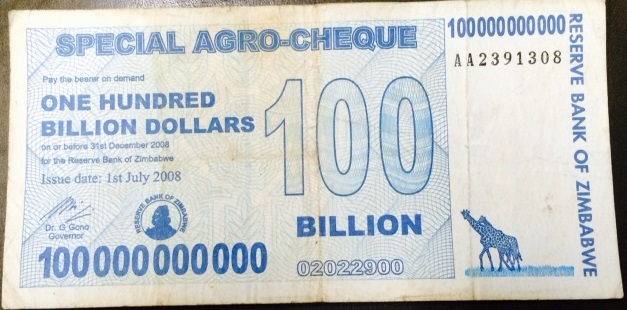 SPECIAL AGRO-CHEQUE
100000000000
AA2391308
Pay the bearer on demand
ONE HUNDRED
BILLION DOLLARS
on or before 31st December 2008
for the Reserve Bank of Zimbabwe
Issue date: 1st July 2008
100
BILLION
RESERVE BANK OF ZIMBABWE
Dr. G Gono
Governor
RESERVE BANK OF ZIMBABWE
100000000000
02022900